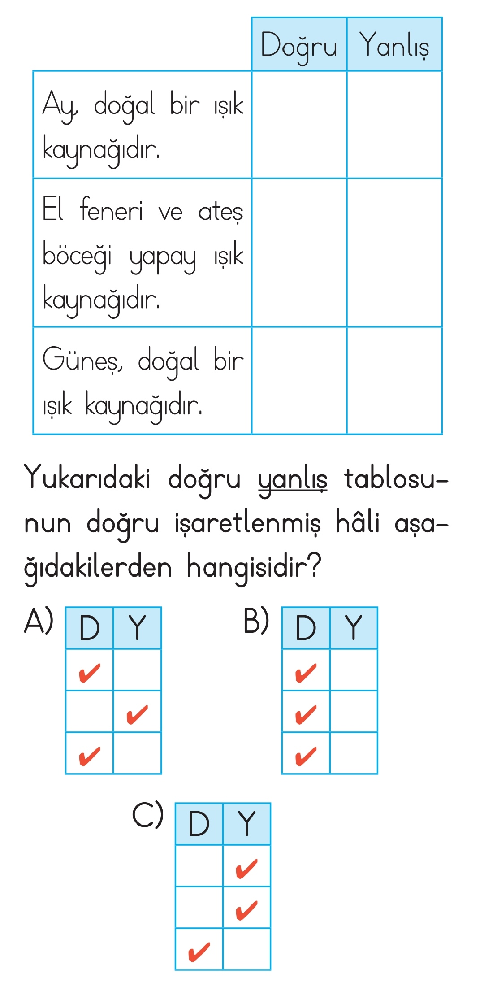 Doğru Yanlış
Ay, doğal bir ışık
kaynağıdır.
El feneri ve ateş
böceği yapay ışık
kaynağıdır.
Güneş, doğal bir
ışık kaynağıdır.
Yukarıdaki doğru yanlış tablosu-
nun doğru işaretlenmiş hâli aşa-
ğıdakilerden hangisidir?
A) D Y B) D Y
✔ ✔
✔ ✔
✔ ✔
C) D Y
✔
✔
✔